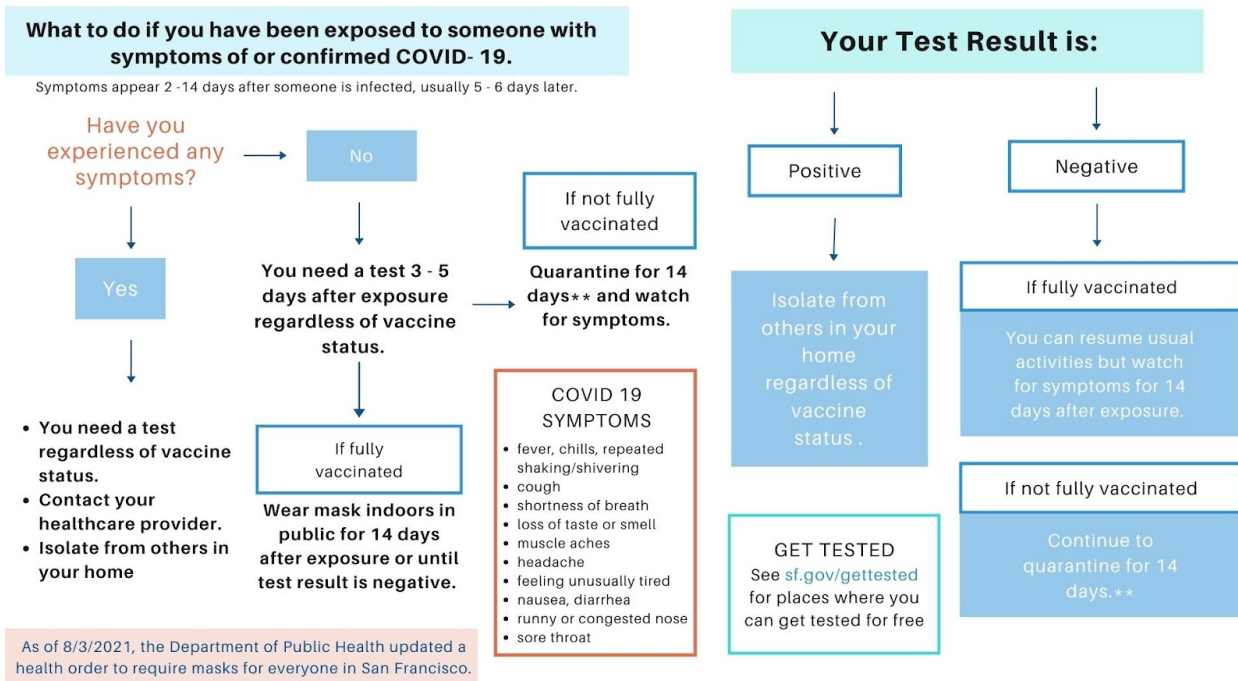 What to do if you have been exposed to someone with
symptoms of or confirmed COVID- 19.
Symptoms appear 2 -14 days after someone is infected, usually 5 - 6 days later.
Have you
experienced any
symptoms?
No
Yes
You need a test
regardless of vaccine
status.
Contact your
healthcare provider.
Isolate from others in
your home
You need a test 3 - 5
days after exposure
regardless of vaccine
status.
If fully
vaccinated
Wear mask indoors in
public for 14 days
after exposure or until
test result is negative.
If not fully
vaccinated
Quarantine for 14
days** and watch
for symptoms.
COVID 19
SYMPTOMS
fever, chills, repeated
shaking/shivering
cough
shortness of breath
loss of taste or smell
muscle aches
headache
feeling unusually tired
nausea, diarrhea
runny or congested nose
sore throat
As of 8/3/2021, the Department of Public Health updated a
health order to require masks for everyone in San Francisco.
Your Test Result is:
Positive
Isolate from
others in your
home
regardless of
vaccine
status .
Negative
If fully vaccinated
You can resume usual
activities but watch
for symptoms for 14
days after exposure.
If not fully vaccinated
Continue to
quarantine for 14
days.**
GET TESTED
See sf.gov/gettested
for places where you
can get tested for free